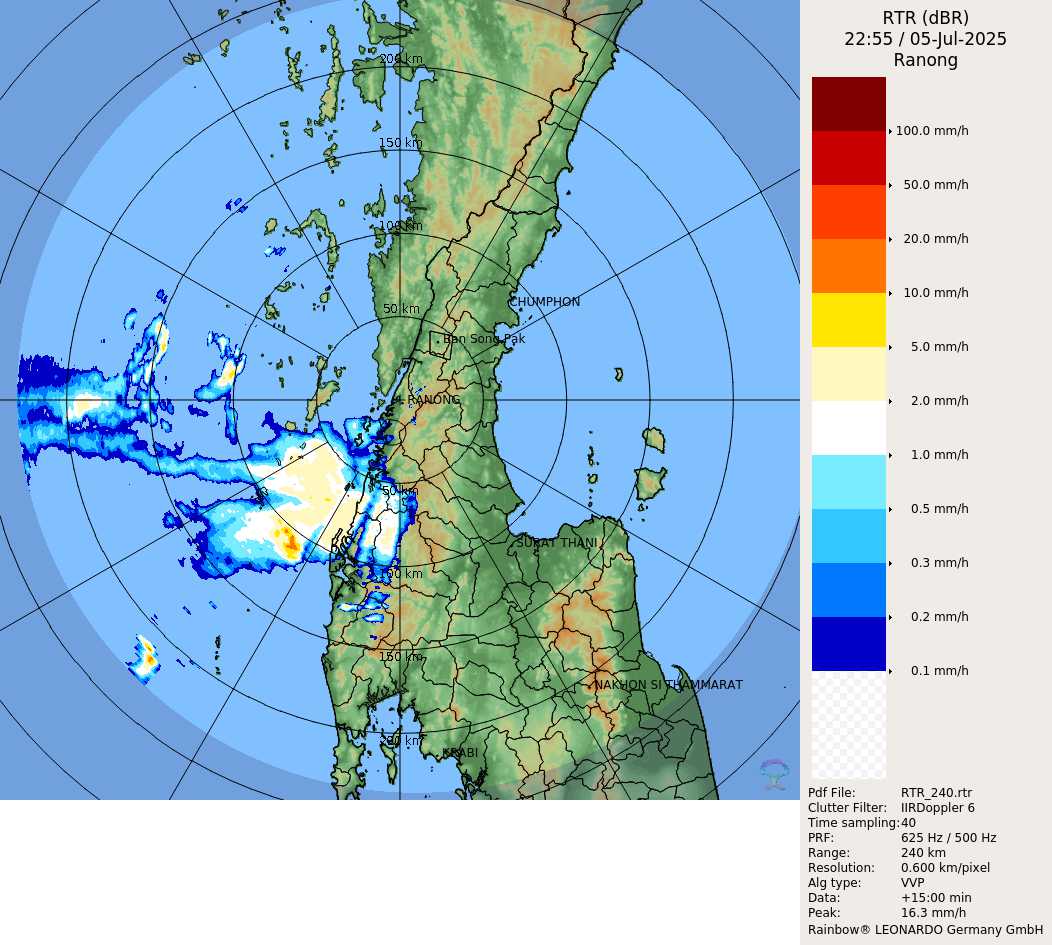 RTR (dBR)
22:55 / 05-Jul-2025
Ranong
100.0 mm/h
50.0 mm/h
20.0 mm/h
10.0 mm/h
5.0 mm/h
2.0 mm/h
1.0 mm/h
0.5 mm/h
0.3 mm/h
0.2 mm/h
0.1 mm/h
Pdf File: RTR_240.rtr
Clutter Filter: IIRDoppler 6
Time sampling: 40
PRF: 625 Hz / 500 Hz
Range: 240 km
Resolution: 0.600 km/pixel
Alg type: VVP
Data: +15:00 min
Peak: 16.3 mm/h
Rainbow® LEONARDO Germany GmbH
200 km
150 km
100 km
50 km
CHUMPHON
Ban Song Pak
RANONG
50 km
SURAT THANI
100 km
150 km
NAKHON SI THAMMARAT
200 km
KRABI